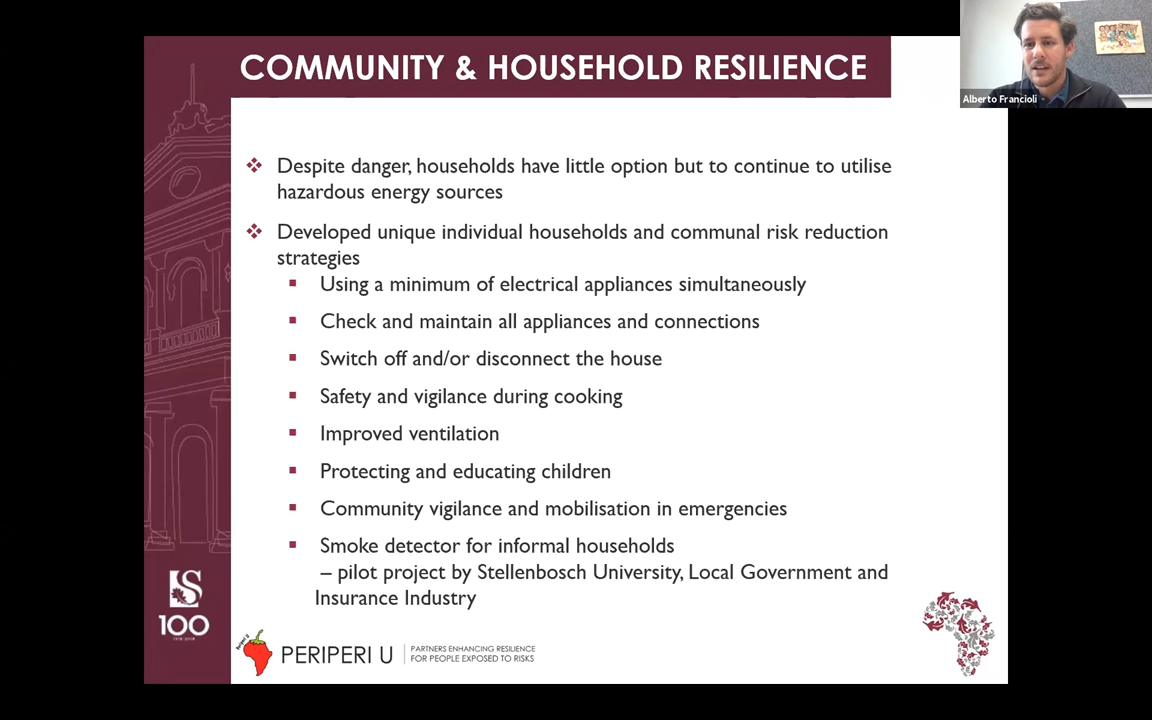 COMMUNITY & HOUSEHOLD RESILIENCE
Alberto Francioli
Despite danger, households have little option but to continue to utilise
hazardous energy sources
Developed unique individual households and communal risk reduction
strategies
Using a minimum of electrical appliances simultaneously
Check and maintain all appliances and connections
Switch off and/or disconnect the house
Safety and vigilance during cooking
Improved ventilation
Protecting and educating children
Community vigilance and mobilisation in emergencies
Smoke detector for informal households
– pilot project by Stellenbosch University, Local Government and
Insurance Industry
100
PERIPERI U
PARTNERS ENHANCING RESILIENCE
FOR PEOPLE EXPOSED TO RISKS